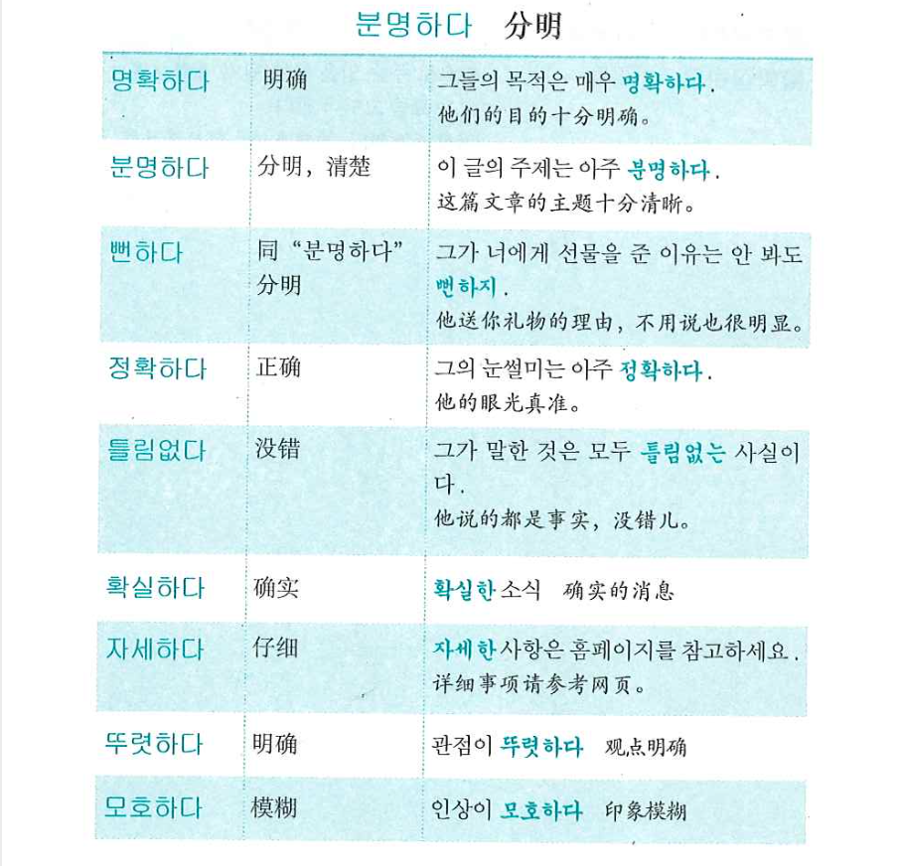 분명하다 分明
명확하다 明确 그들의 목적은 매우 명확하다.
他们的目的十分明确。
분명하다 分明，清楚 이 글의 주제는 아주 분명하다.
这篇文章的主题十分清晰。
뻔하다 同“분명하다” 그가 너에게 선물을 준 이유는 안 봐도
分明 뻔하지.
他送你礼物的理由，不用说也很明显。
정확하다 正确 그의 눈썰미는 아주 정확하다.
他的眼光真准。
틀림없다 没错 그가 말한 것은 모두 틀림없는 사실이
다.
他说的都是事实，没错儿。
확실하다 确实 확실한 소식 确实的消息
자세하다 仔细 자세한 사항은 홈페이지를 참고하세요.
详细事项请参考网页。
뚜렷하다 明确 관점이 뚜렷하다 观点明确
모호하다 模糊 인상이 모호하다 印象模糊